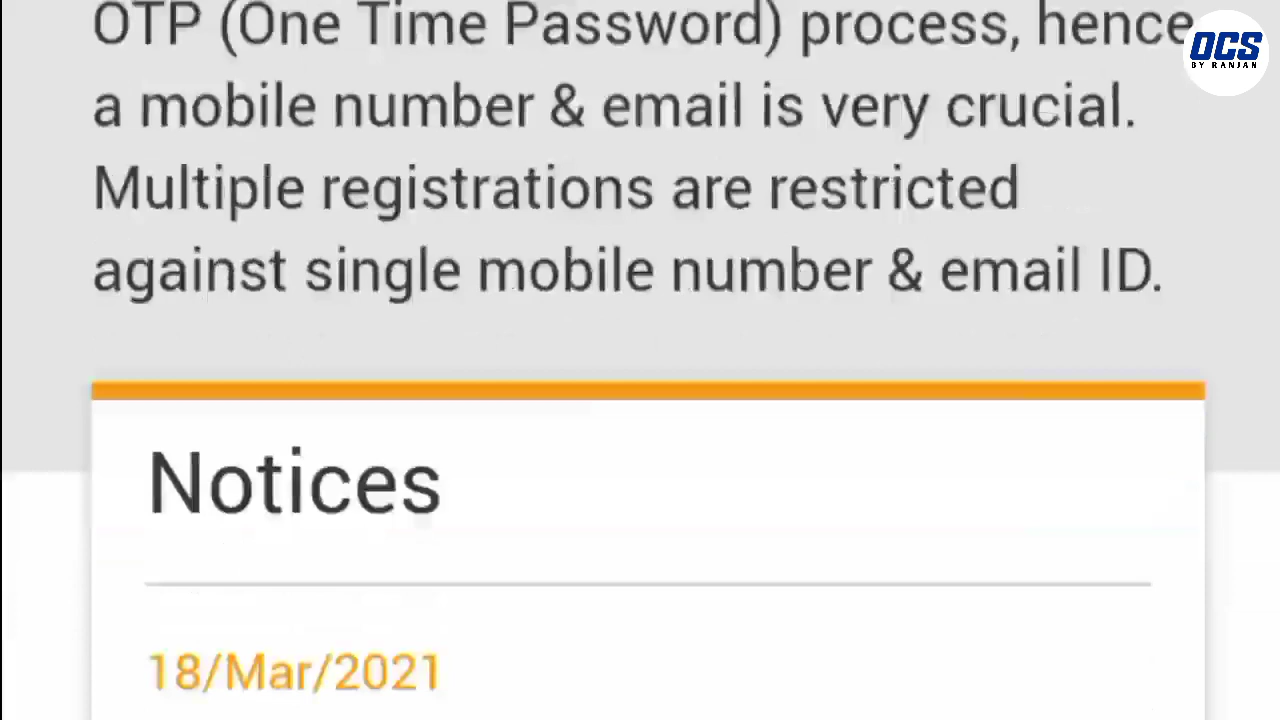 OTP (One Time Password) process, hence
a mobile number & email is very crucial.
Multiple registrations are restricted
against single mobile number & email ID.
Notices
18/Mar/2021
OCS
BY RANJAN